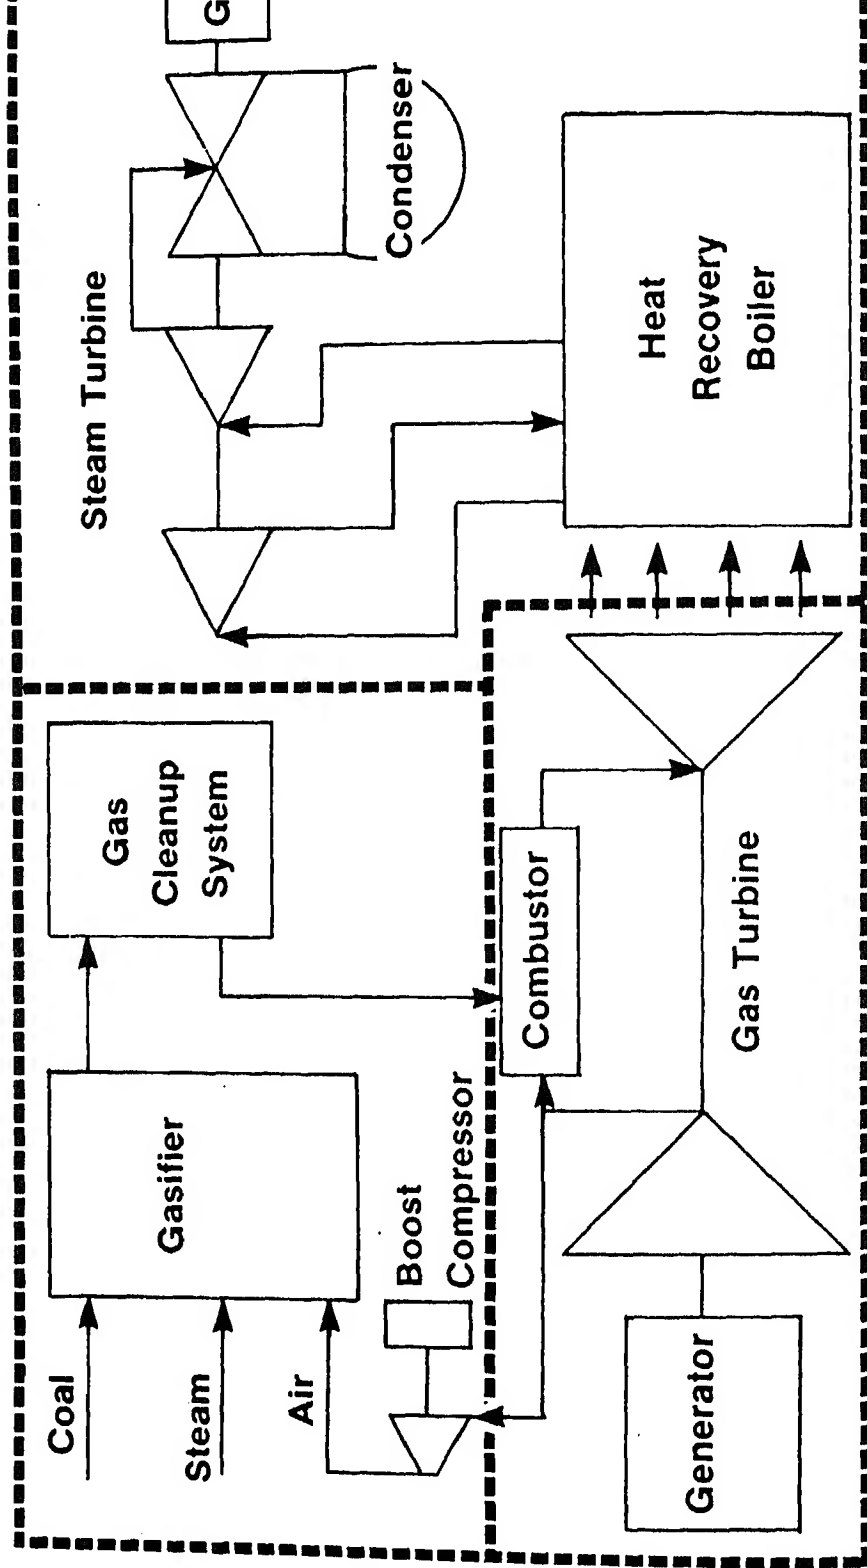 Coal
Steam
Air
Gasifier
Gas
Cleanup
System
Boost
Compressor
Steam Turbine
G
Condenser
Generator
Combustor
Gas Turbine
Heat
Recovery
Boiler